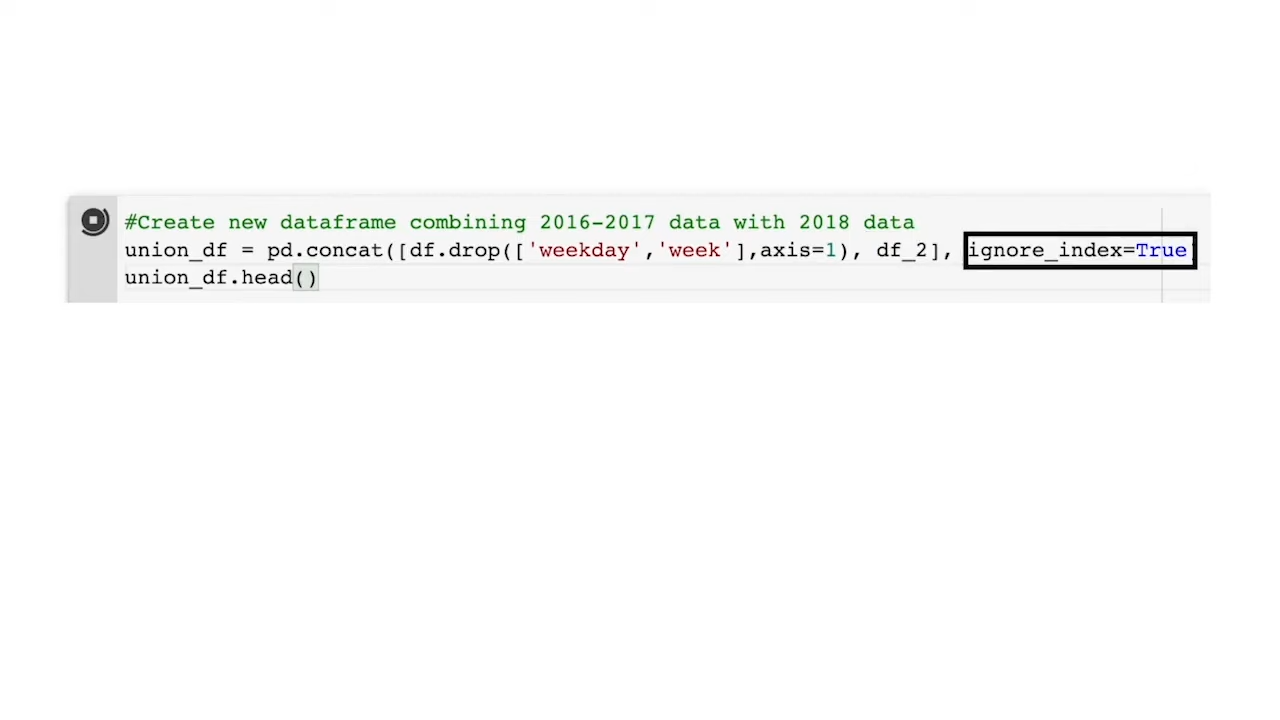 #Create new dataframe combining 2016-2017 data with 2018 data
union_df = pd.concat([df.drop(['weekday','week'],axis=1), df_2], ignore_index=True
union_df.head()